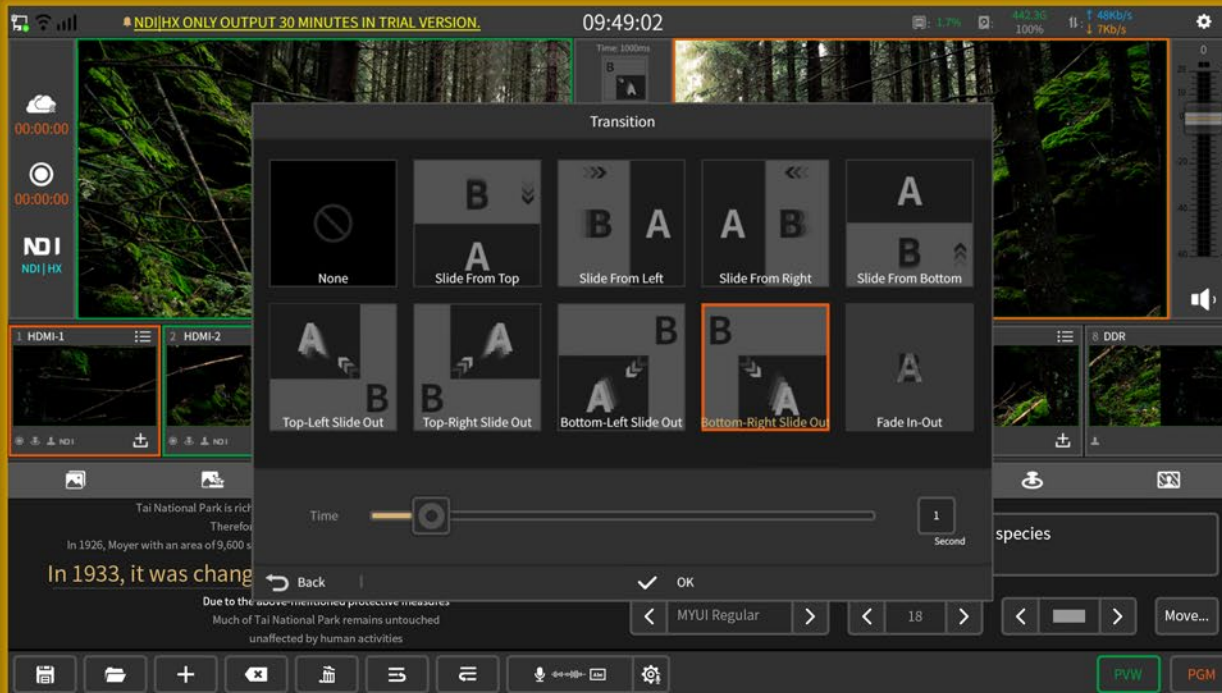 NDI|HX ONLY OUTPUT 30 MINUTES IN TRIAL VERSION.
09:49:02
1.7%
442.3G
100%
48Kb/s
7Kb/s
Time: 1000ms
B
A
0
00:00:00
00:00:00
NDI
NDI|HX
Transition
None
B
A
Slide From Top
B A
Slide From Left
A B
Slide From Right
A
B
Slide From Bottom
A
B
Top-Left Slide Out
A
B
Top-Right Slide Out
B
A
Bottom-Left Slide Out
B
A
Bottom-Right Slide Out
A
Fade In-Out
Time
1
Second
Back
OK
1 HDMI-1
NDI
2 HDMI-2
NDI
8 DDR
Tai National Park is rich
In 1926, Moyer with an area of 9,600
In 1933, it was chang
Due to the above-mentioned protective measures
Much of Tai National Park remains untouched
unaffected by human activities
species
MYUI Regular
18
Move...
PVW
PGM